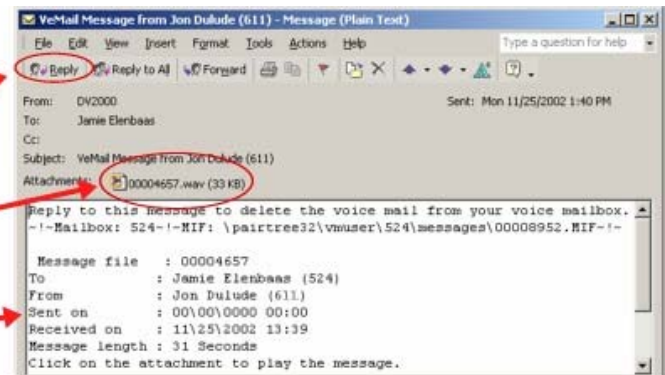 VeMail Message from Jon Dulude (611) - Message (Plain Text)
File Edit View Insert Format Tools Actions Help Type a question for help
Reply Reply to All Forward
From: DV2000 Sent: Mon 11/25/2002 1:40 PM
To: Jamie Elenbaas
Cc:
Subject: VeMail Message from Jon Dulude (611)
Attachments: 00004657.wav (33 KB)
Reply to this message to delete the voice mail from your voice mailbox.
~!~Mailbox: 524~!~MIF: \pairtree32\vmuser\524\messages\00008952.MIF~!~
Message file : 00004657
To : Jamie Elenbaas (524)
From : Jon Dulude (611)
Sent on : 00\00\0000 00:00
Received on : 11\25\2002 13:39
Message length : 31 Seconds
Click on the attachment to play the message.